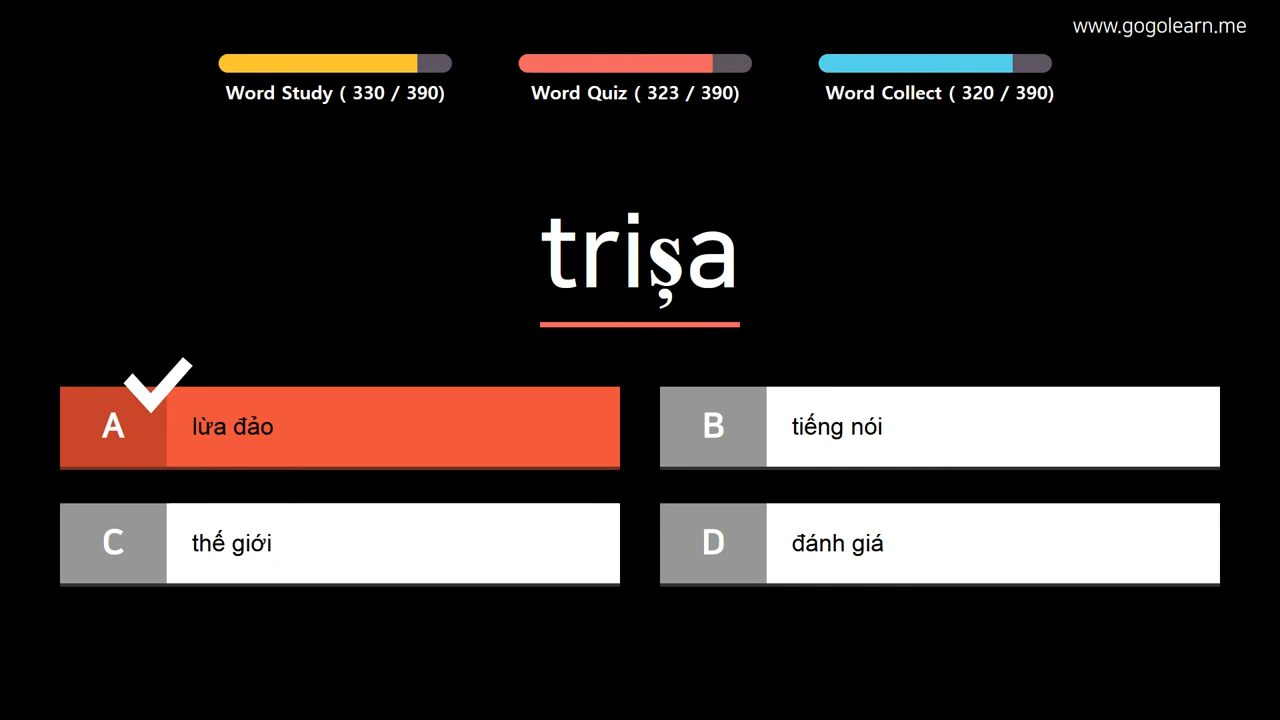 www.gogolearn.me
Word Study ( 330 / 390)
Word Quiz ( 323 / 390)
Word Collect ( 320 / 390)
trișa
A
lừa đảo
B
tiếng nói
C
thế giới
D
đánh giá